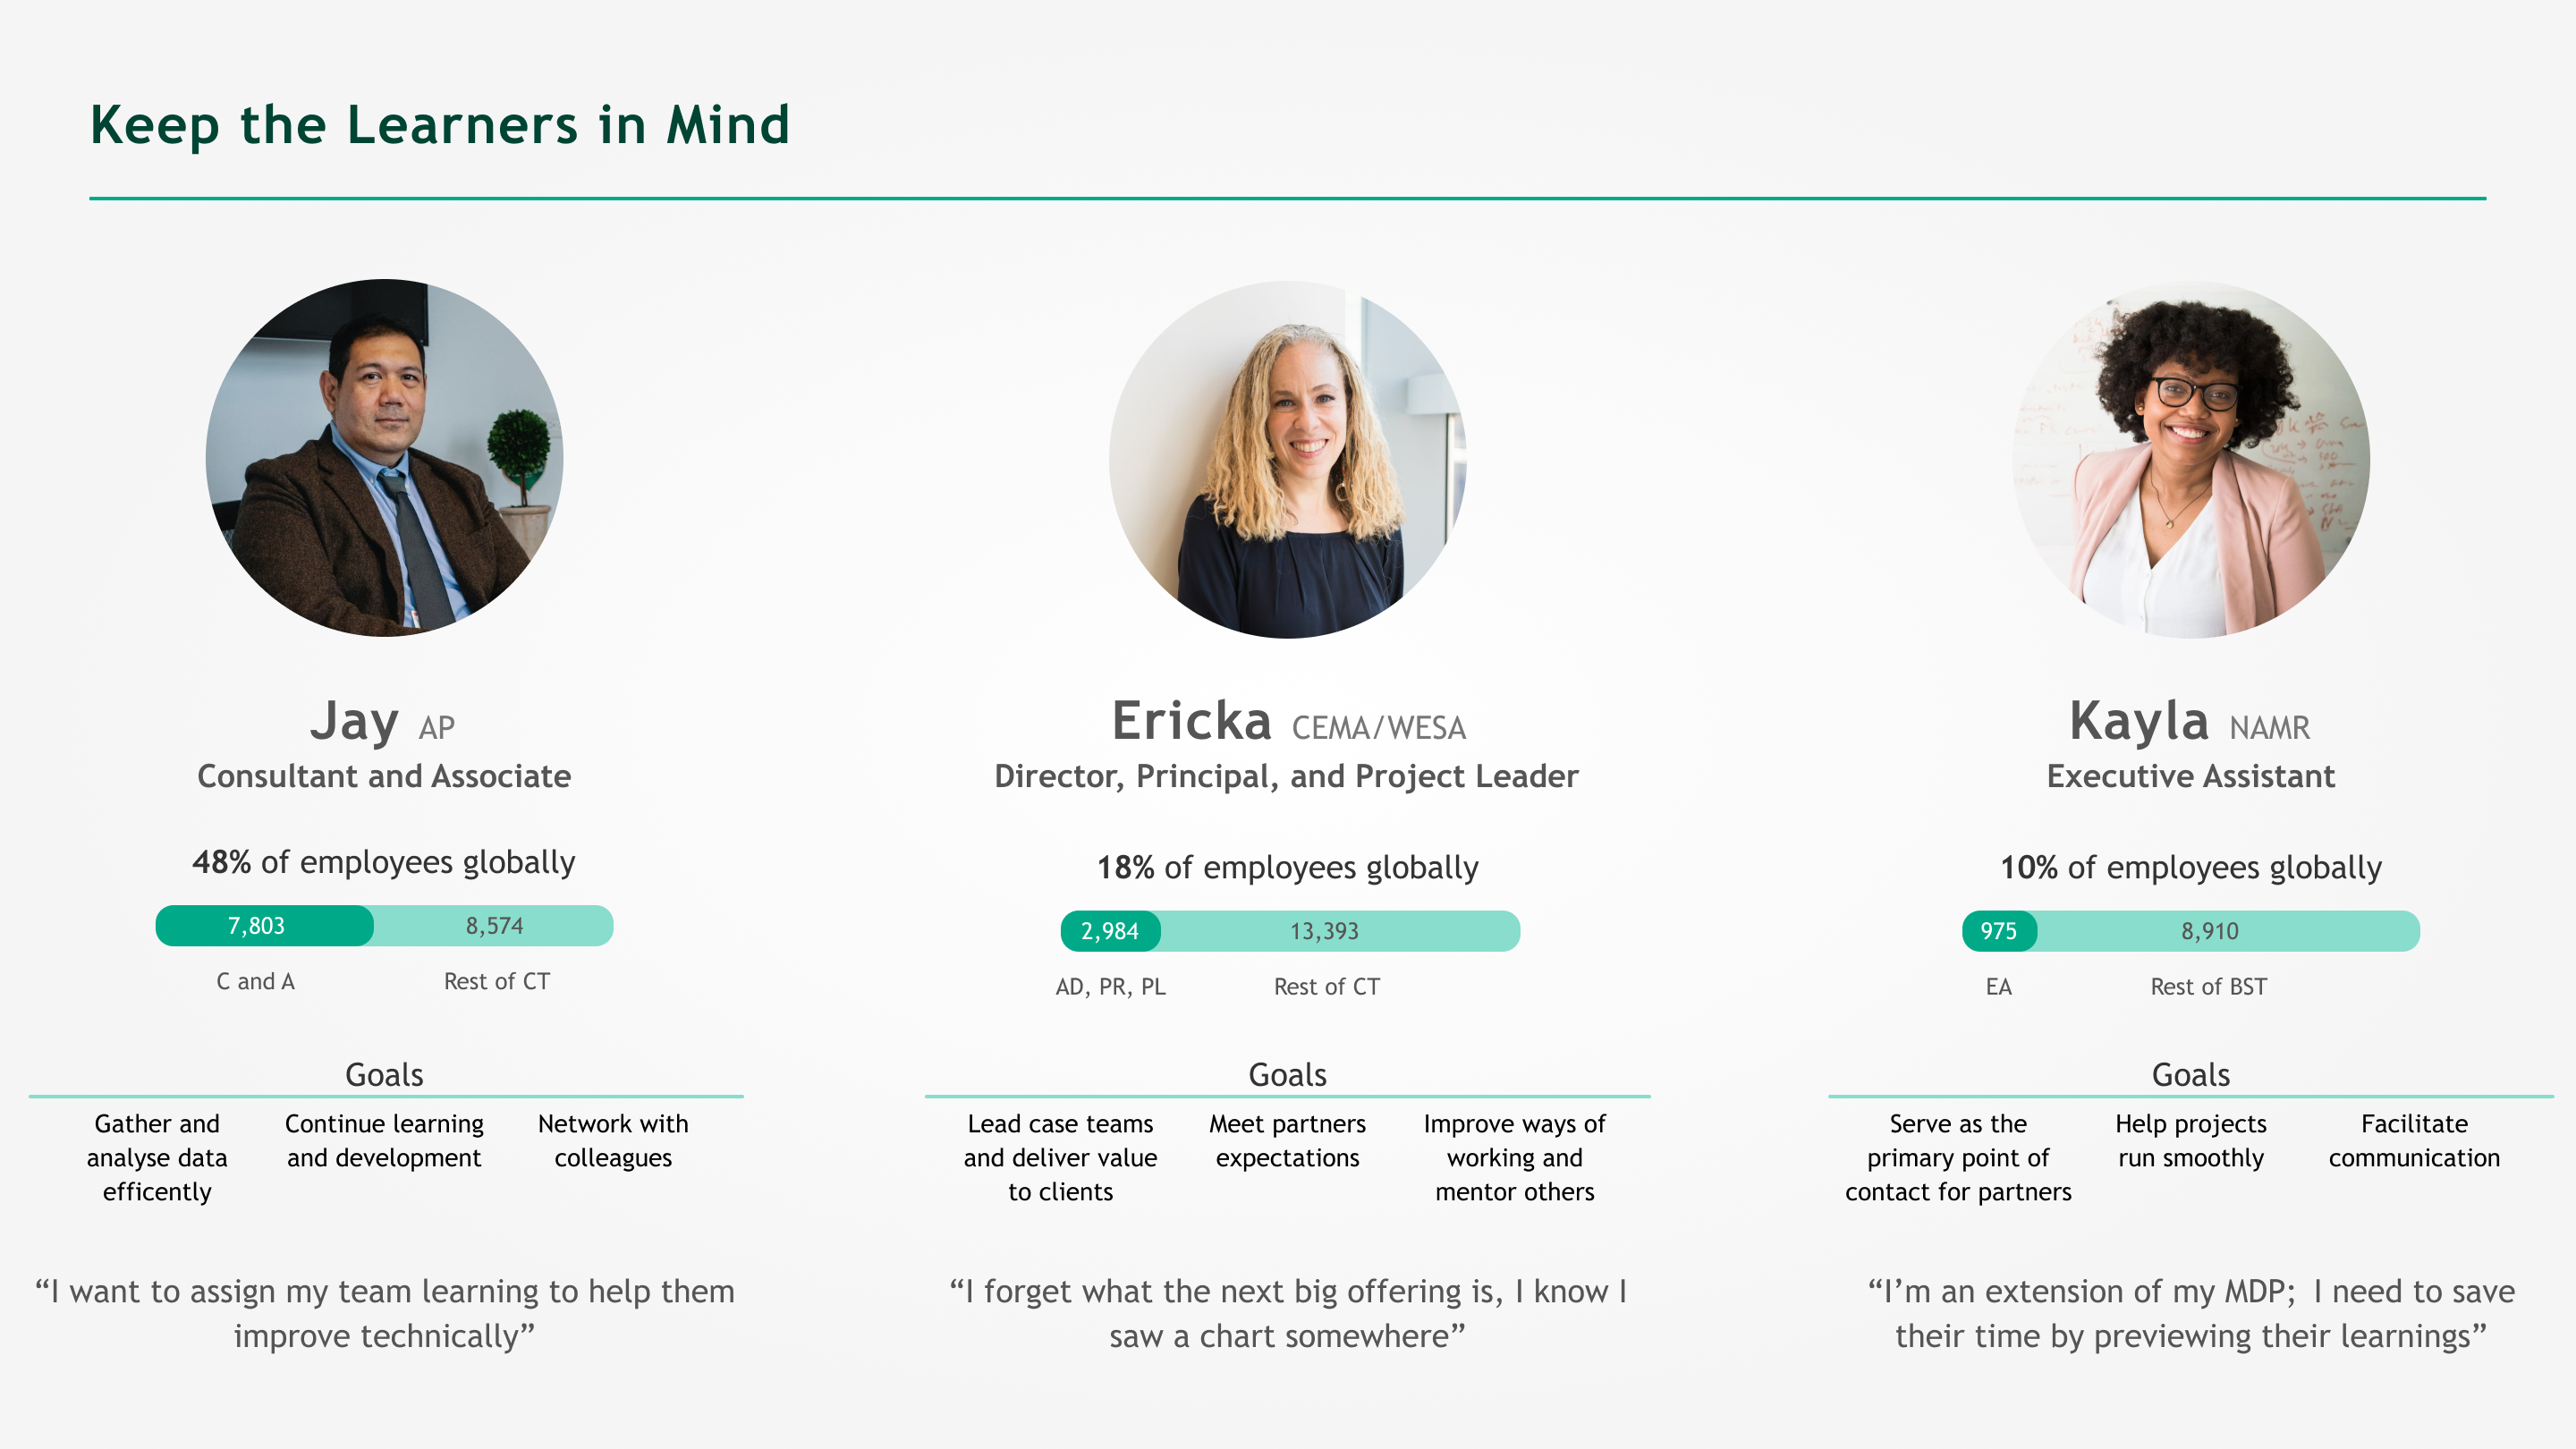 Keep the Learners in Mind
Jay AP
Consultant and Associate
48% of employees globally
7,803 8,574
C and A Rest of CT
Goals
Gather and
analyse data
efficently
Continue learning
and development
Network with
colleagues
“I want to assign my team learning to help them
improve technically”
Ericka CEMA/WESA
Director, Principal, and Project Leader
18% of employees globally
2,984 13,393
AD, PR, PL Rest of CT
Goals
Lead case teams
and deliver value
to clients
Meet partners
expectations
Improve ways of
working and
mentor others
“I forget what the next big offering is, I know I
saw a chart somewhere”
Kayla NAMR
Executive Assistant
10% of employees globally
975 8,910
EA Rest of BST
Goals
Serve as the
primary point of
contact for partners
Help projects
run smoothly
Facilitate
communication
“I’m an extension of my MDP; I need to save
their time by previewing their learnings”